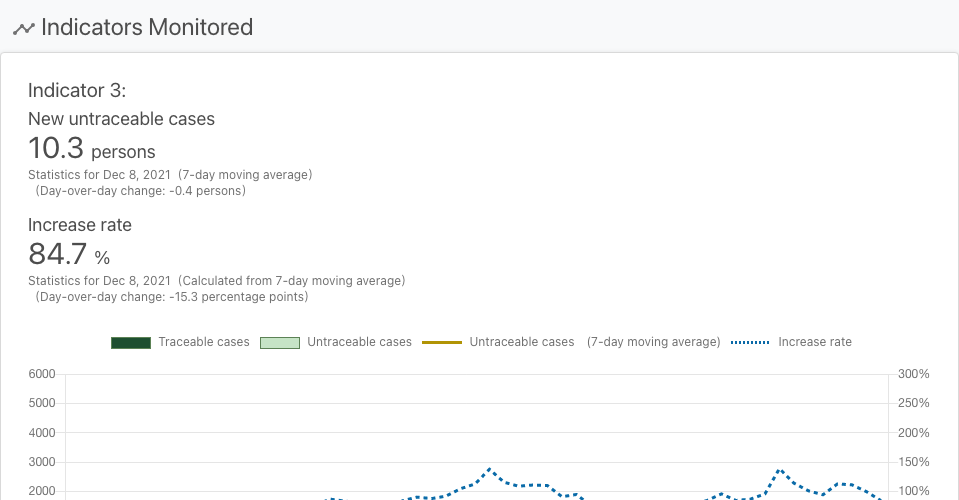 Indicators Monitored
Indicator 3:
New untraceable cases
10.3 persons
Statistics for Dec 8, 2021 (7-day moving average)
(Day-over-day change: -0.4 persons)
Increase rate
84.7 %
Statistics for Dec 8, 2021 (Calculated from 7-day moving average)
(Day-over-day change: -15.3 percentage points)
Traceable cases Untraceable cases Untraceable cases (7-day moving average) Increase rate
6000 300%
5000 250%
4000 200%
3000 150%
2000 100%